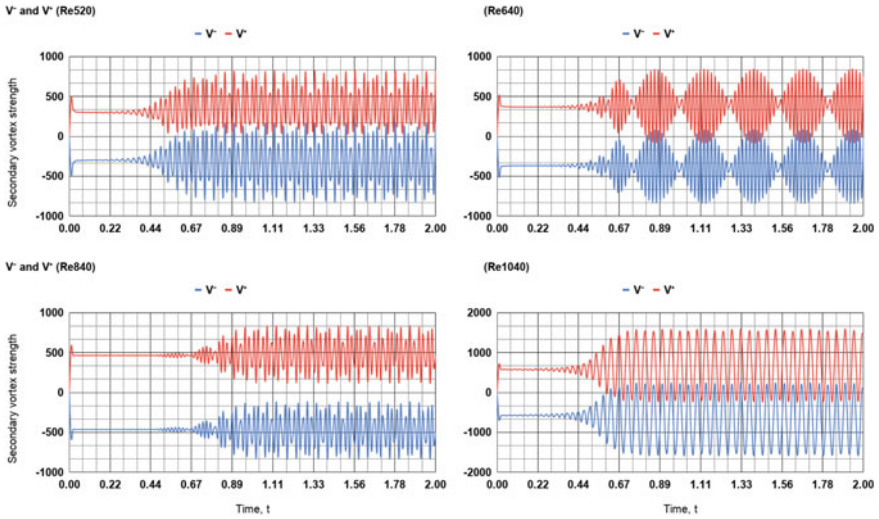 V⁻ and V⁺ (Re520)
V⁻ V⁺
Secondary vortex strength
1000
500
0
-500
-1000
0.00 0.22 0.44 0.67 0.89 1.11 1.33 1.56 1.78 2.00
(Re640)
V⁻ V⁺
1000
500
0
-500
-1000
0.00 0.22 0.44 0.67 0.89 1.11 1.33 1.56 1.78 2.00
V⁻ and V⁺ (Re840)
V⁻ V⁺
Secondary vortex strength
1000
500
0
-500
-1000
0.00 0.22 0.44 0.67 0.89 1.11 1.33 1.56 1.78 2.00
Time, t
(Re1040)
V⁻ V⁺
2000
1000
0
-1000
-2000
0.00 0.22 0.44 0.67 0.89 1.11 1.33 1.56 1.78 2.00
Time, t